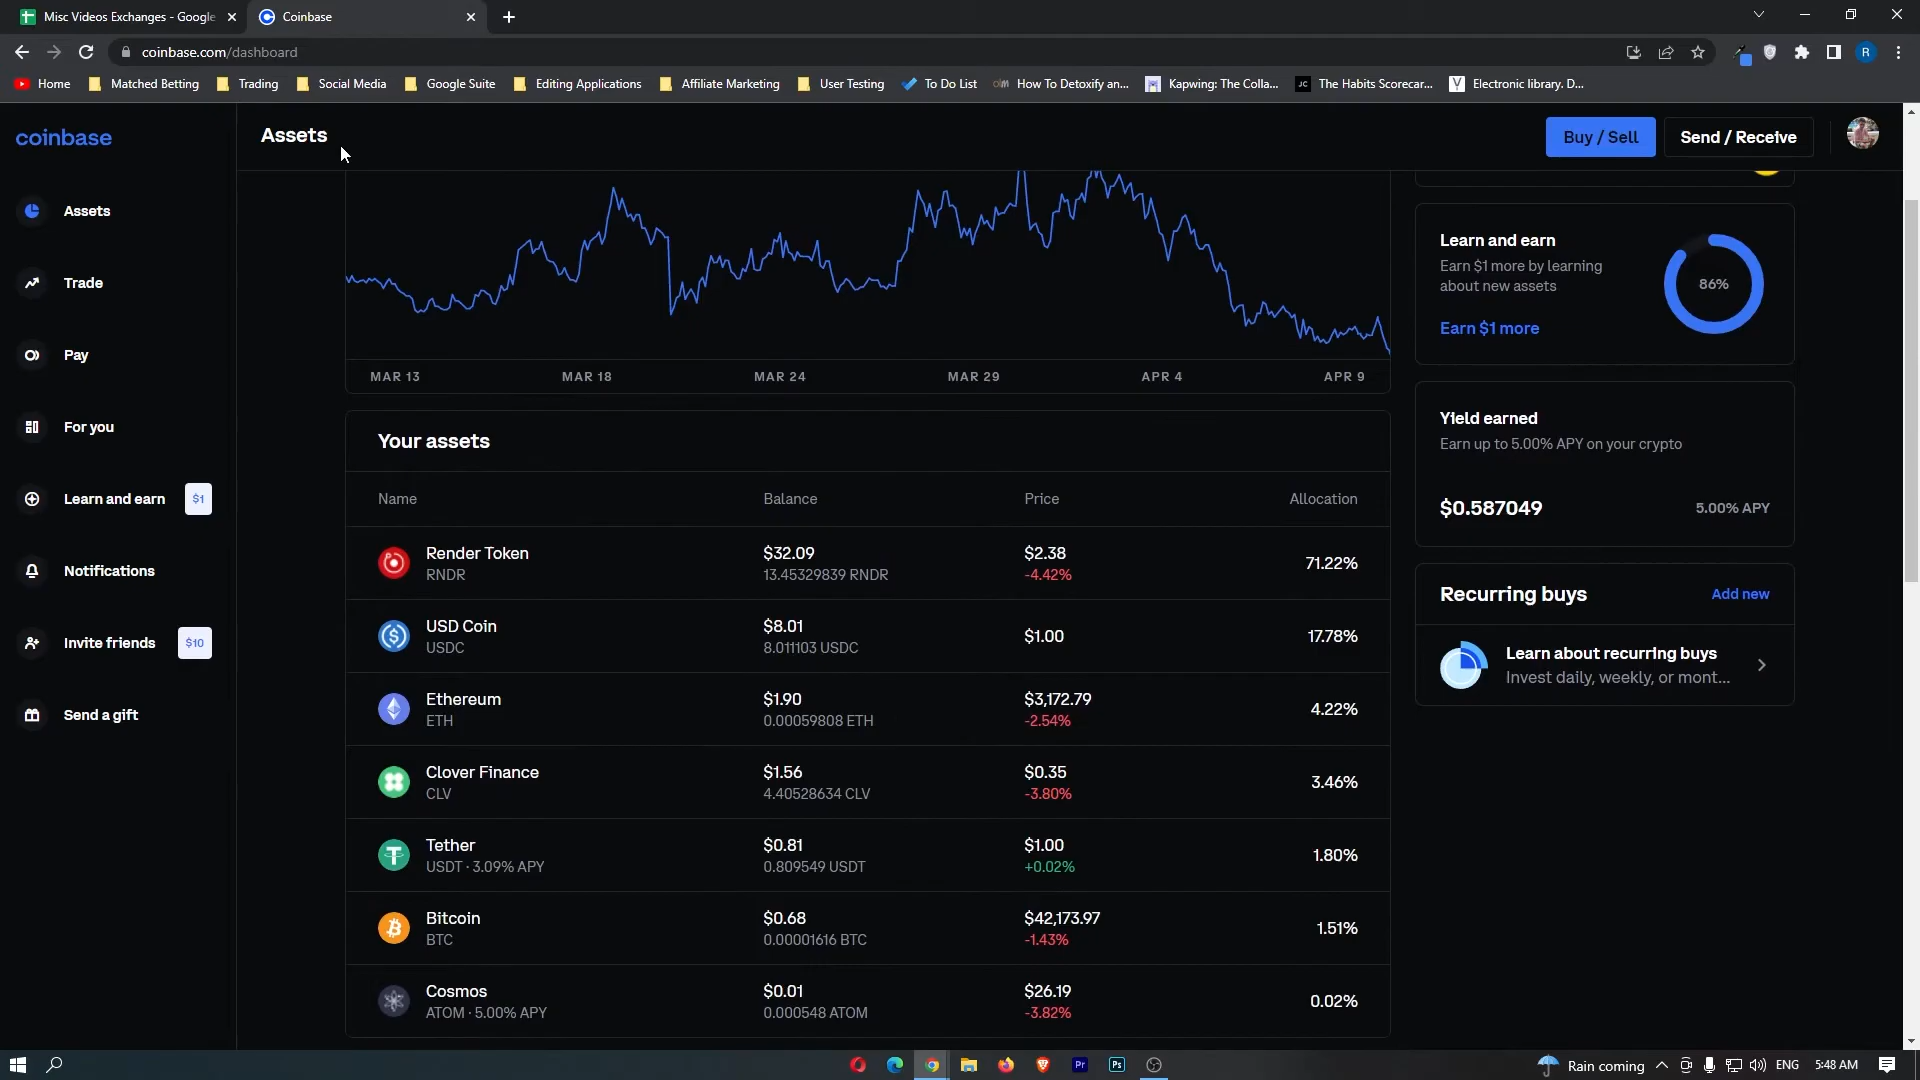 Misc Videos Exchanges - Google
Coinbase
coinbase.com/dashboard
R
Home
Matched Betting
Trading
Social Media
Google Suite
Editing Applications
Affiliate Marketing
User Testing
To Do List
How To Detoxify an...
Kapwing: The Colla...
JC
The Habits Scorecar...
Electronic library. D...
coinbase
Assets
Buy / Sell
Send / Receive
Assets
Trade
Pay
For you
Learn and earn
$1
Notifications
Invite friends
$10
Send a gift
MAR 13
MAR 18
MAR 24
MAR 29
APR 4
APR 9
Your assets
Name
Balance
Price
Allocation
Render Token
RNDR
$32.09
13.45329839 RNDR
$2.38
-4.42%
71.22%
USD Coin
USDC
$8.01
8.011103 USDC
$1.00
17.78%
Ethereum
ETH
$1.90
0.00059808 ETH
$3,172.79
-2.54%
4.22%
Clover Finance
CLV
$1.56
4.40528634 CLV
$0.35
-3.80%
3.46%
Tether
USDT · 3.09% APY
$0.81
0.809549 USDT
$1.00
+0.02%
1.80%
Bitcoin
BTC
$0.68
0.00001616 BTC
$42,173.97
-1.43%
1.51%
Cosmos
ATOM · 5.00% APY
$0.01
0.000548 ATOM
$26.19
-3.82%
0.02%
Learn and earn
Earn $1 more by learning
about new assets
Earn $1 more
86%
Yield earned
Earn up to 5.00% APY on your crypto
$0.587049
5.00% APY
Recurring buys
Add new
Learn about recurring buys
Invest daily, weekly, or mont...
Pr
Ps
Rain coming
ENG
5:48 AM